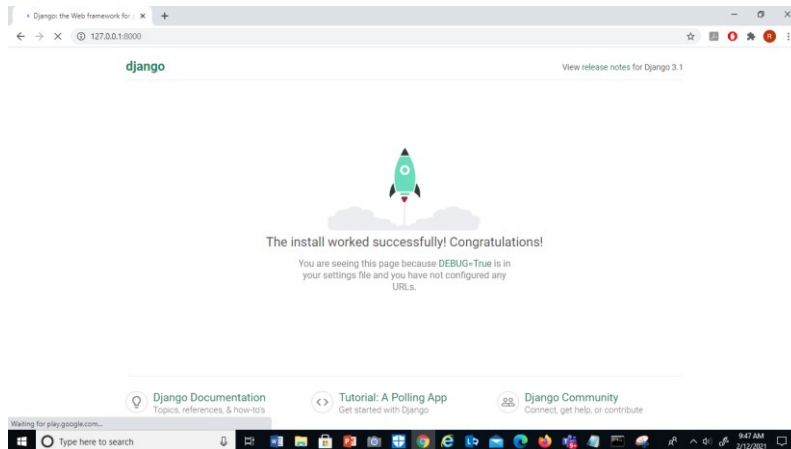 Django: the Web framework for
127.0.0.1:8000
django
View release notes for Django 3.1
The install worked successfully! Congratulations!
You are seeing this page because DEBUG=True is in
your settings file and you have not configured any
URLs.
Django Documentation
Topics, references, & how-to's
Tutorial: A Polling App
Get started with Django
Django Community
Connect, get help, or contribute
Waiting for play.google.com...
Type here to search
9:47 AM
2/12/2021